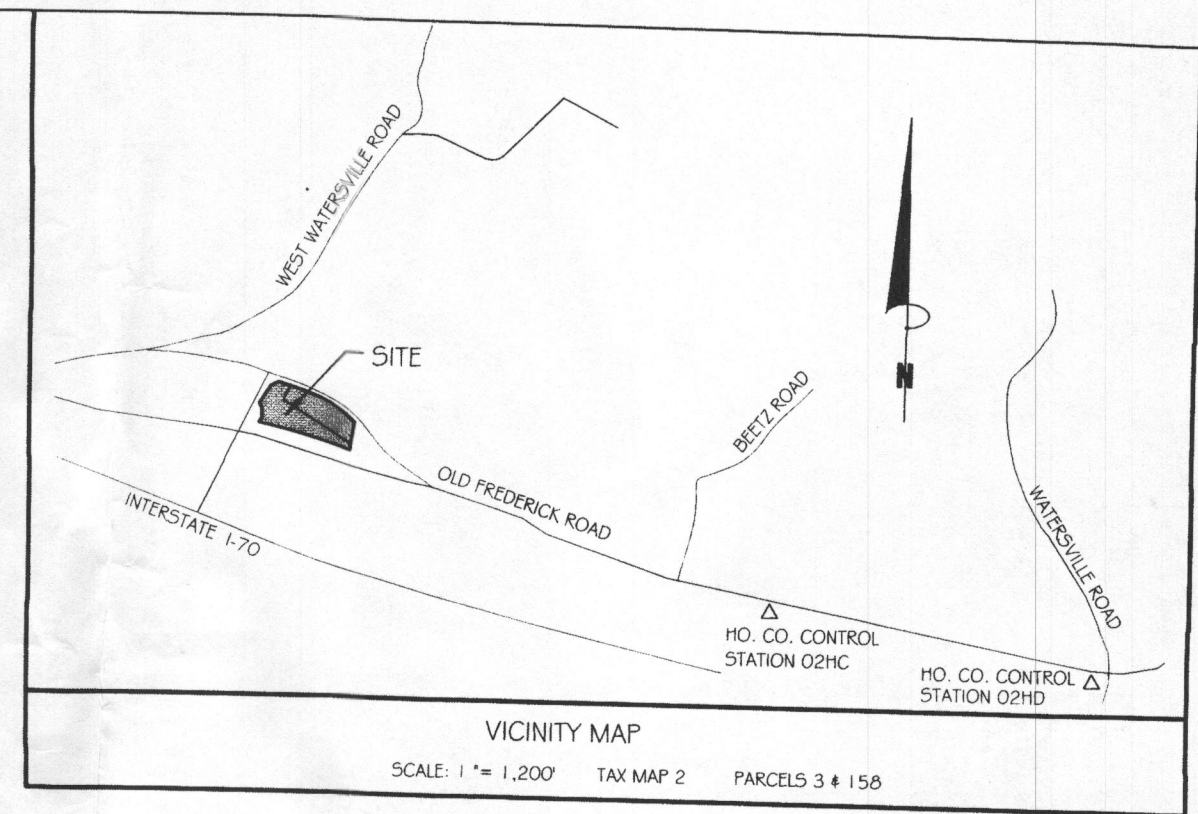 WEST WATERSVILLE ROAD
SITE
N
BEETZ ROAD
OLD FREDERICK ROAD
INTERSTATE I-70
WATERSVILLE ROAD
HO. CO. CONTROL
STATION 02HC
HO. CO. CONTROL
STATION 02HD
VICINITY MAP
SCALE: 1 "= 1,200' TAX MAP 2 PARCELS 3 & 158